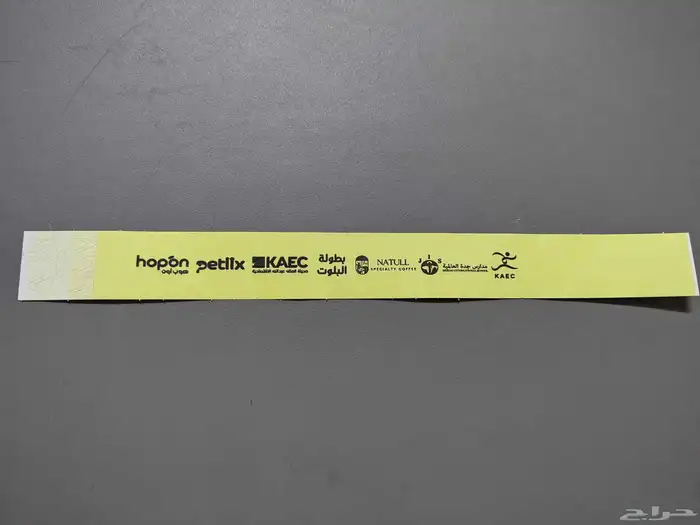 hopon
هوب أون
petlix
KAEC
مدينة الملك عبدالله الاقتصادية
بطولة
البلوت
NATULL
SPECIALTY COFFEE
J I S
مدارس جدة العالمية
KAEC
حراج